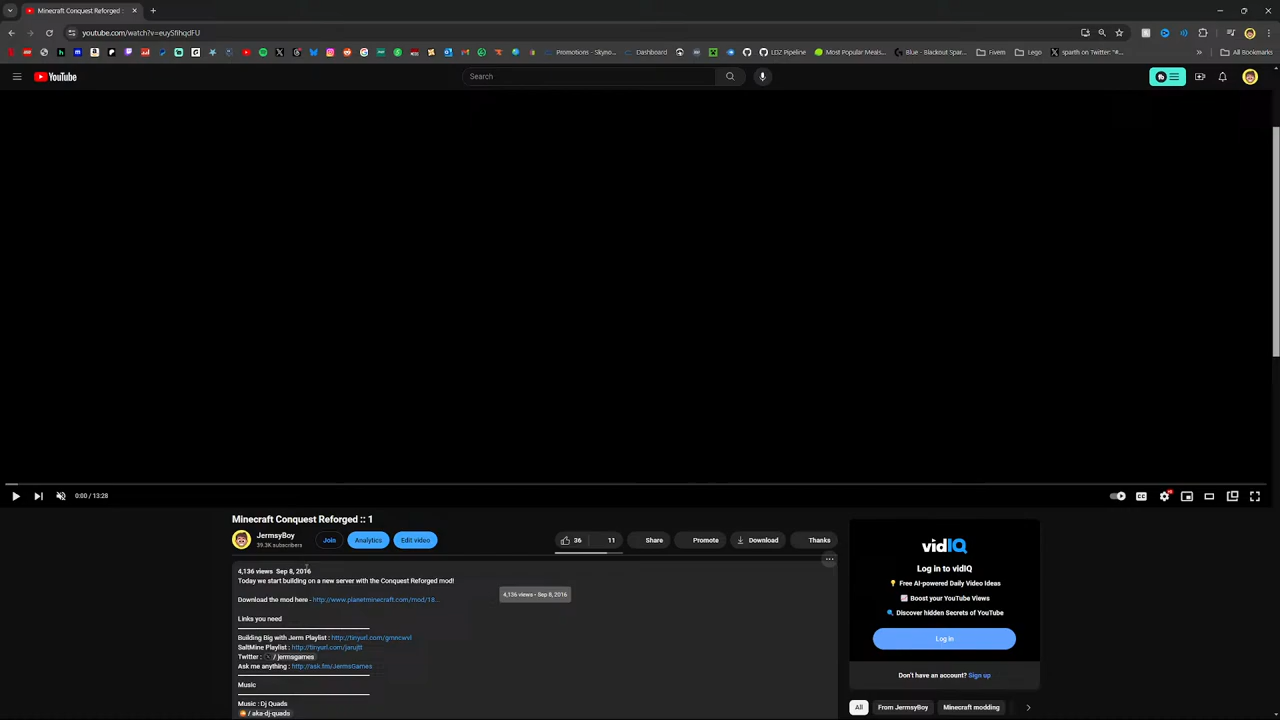 Minecraft Conquest Reforged :
youtube.com/watch?v=euySfihqdFU
Promotions - Skyno...
Dashboard
LDZ Pipeline
Most Popular Meals...
Blue - Blackout Spar...
Fivem
Lego
sparth on Twitter: "#...
All Bookmarks
YouTube
Search
0:00 / 13:28
Minecraft Conquest Reforged :: 1
JermsyBoy
39.3K subscribers
Join
Analytics
Edit video
36
11
Share
Promote
Download
Thanks
4,136 views Sep 8, 2016
Today we start building on a new server with the Conquest Reforged mod!
4,136 views • Sep 8, 2016
Download the mod here - http://www.planetminecraft.com/mod/18...
Links you need
Building Big with Jerm Playlist : http://tinyurl.com/gmncwvl
SaltMine Playlist : http://tinyurl.com/jarujtt
Twitter : / jermsgames
Ask me anything : http://ask.fm/JermsGames
Music
Music : Dj Quads
/ aka-dj-quads
vidIQ
Log in to vidIQ
Free AI-powered Daily Video Ideas
Boost your YouTube Views
Discover hidden Secrets of YouTube
Log in
Don't have an account? Sign up
All
From JermsyBoy
Minecraft modding